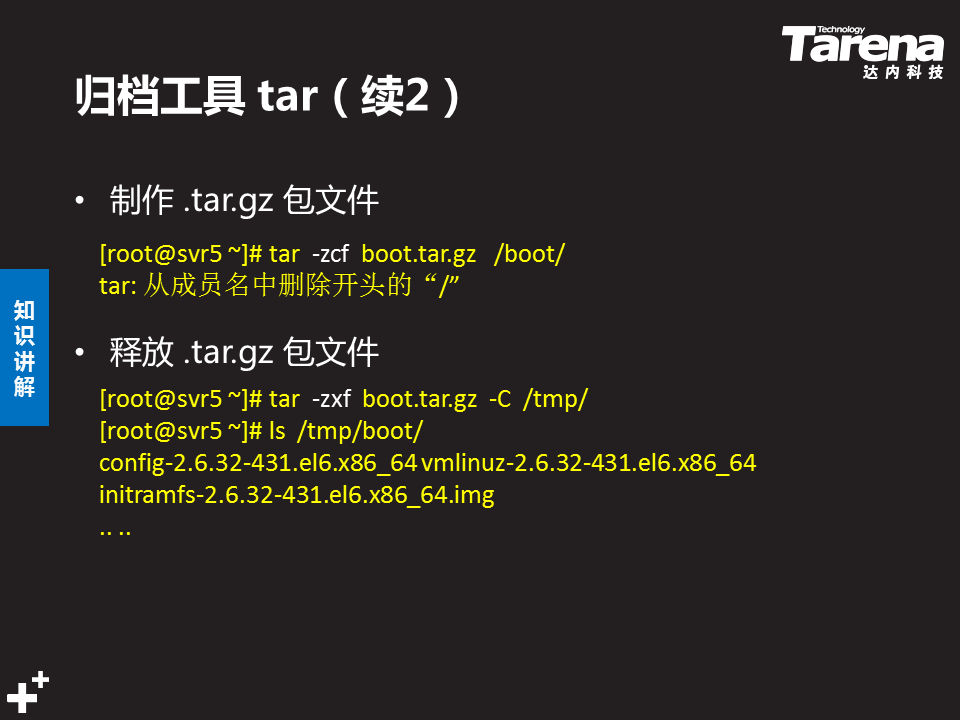 Technology
Tarena
达内科技
归档工具 tar（续2）
• 制作 .tar.gz 包文件
[root@svr5 ~]# tar -zcf boot.tar.gz /boot/
tar: 从成员名中删除开头的“/”
知识讲解
• 释放 .tar.gz 包文件
[root@svr5 ~]# tar -zxf boot.tar.gz -C /tmp/
[root@svr5 ~]# ls /tmp/boot/
config-2.6.32-431.el6.x86_64 vmlinuz-2.6.32-431.el6.x86_64
initramfs-2.6.32-431.el6.x86_64.img
.. ..